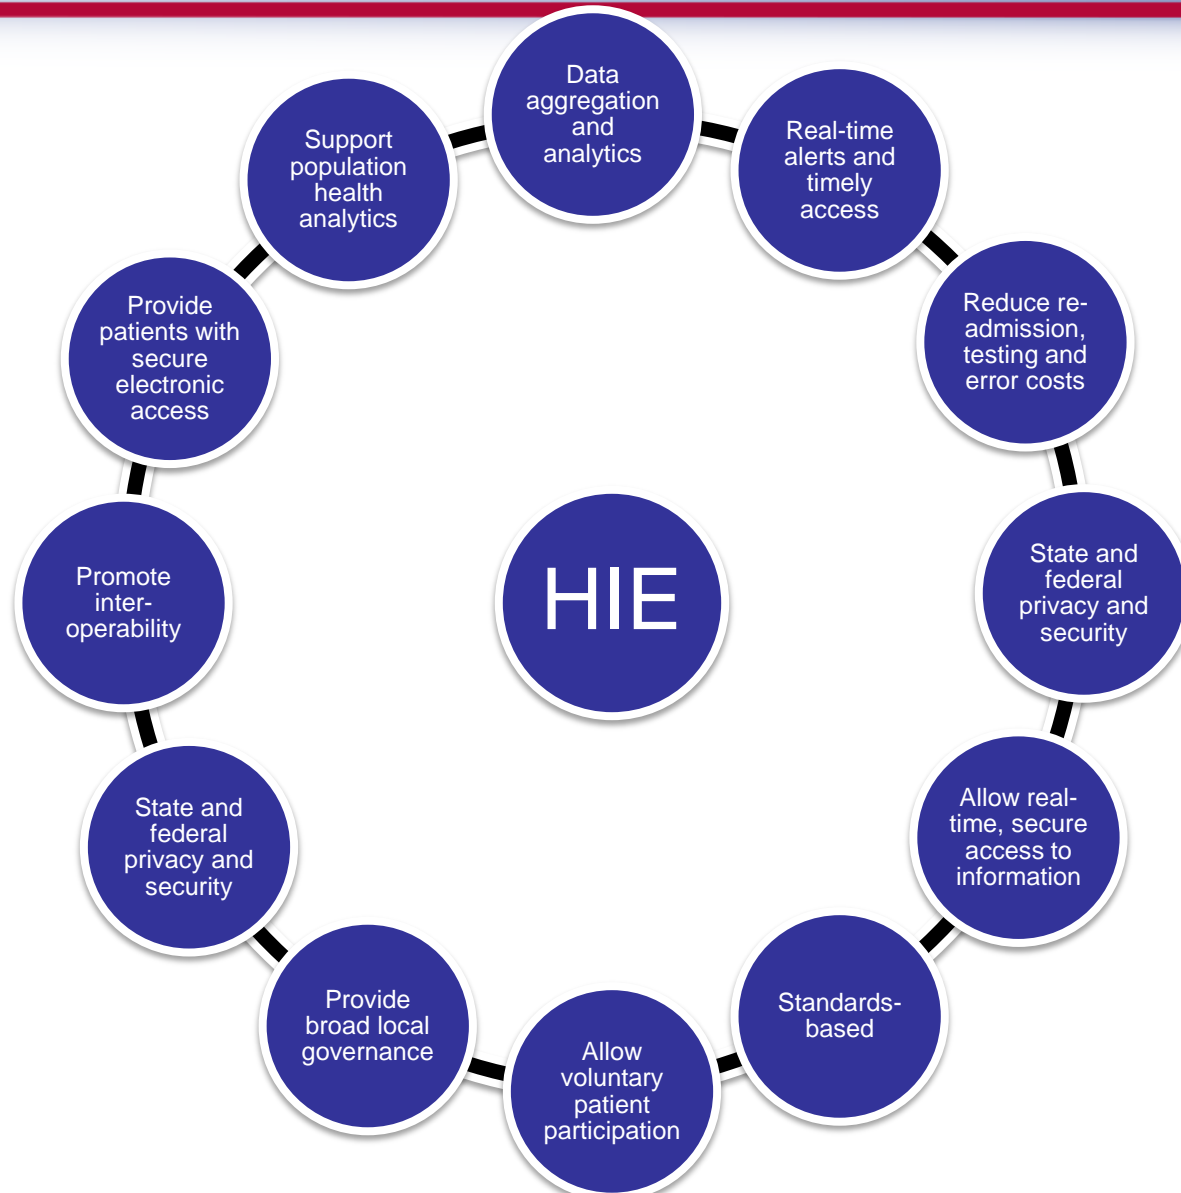 Data
aggregation
and
analytics
Real-time
alerts and
timely
access
Reduce re-
admission,
testing and
error costs
State and
federal
privacy and
security
Allow real-
time, secure
access to
information
Standards-
based
Allow
voluntary
patient
participation
Provide
broad local
governance
State and
federal
privacy and
security
Promote
inter-
operability
Provide
patients with
secure
electronic
access
Support
population
health
analytics
HIE